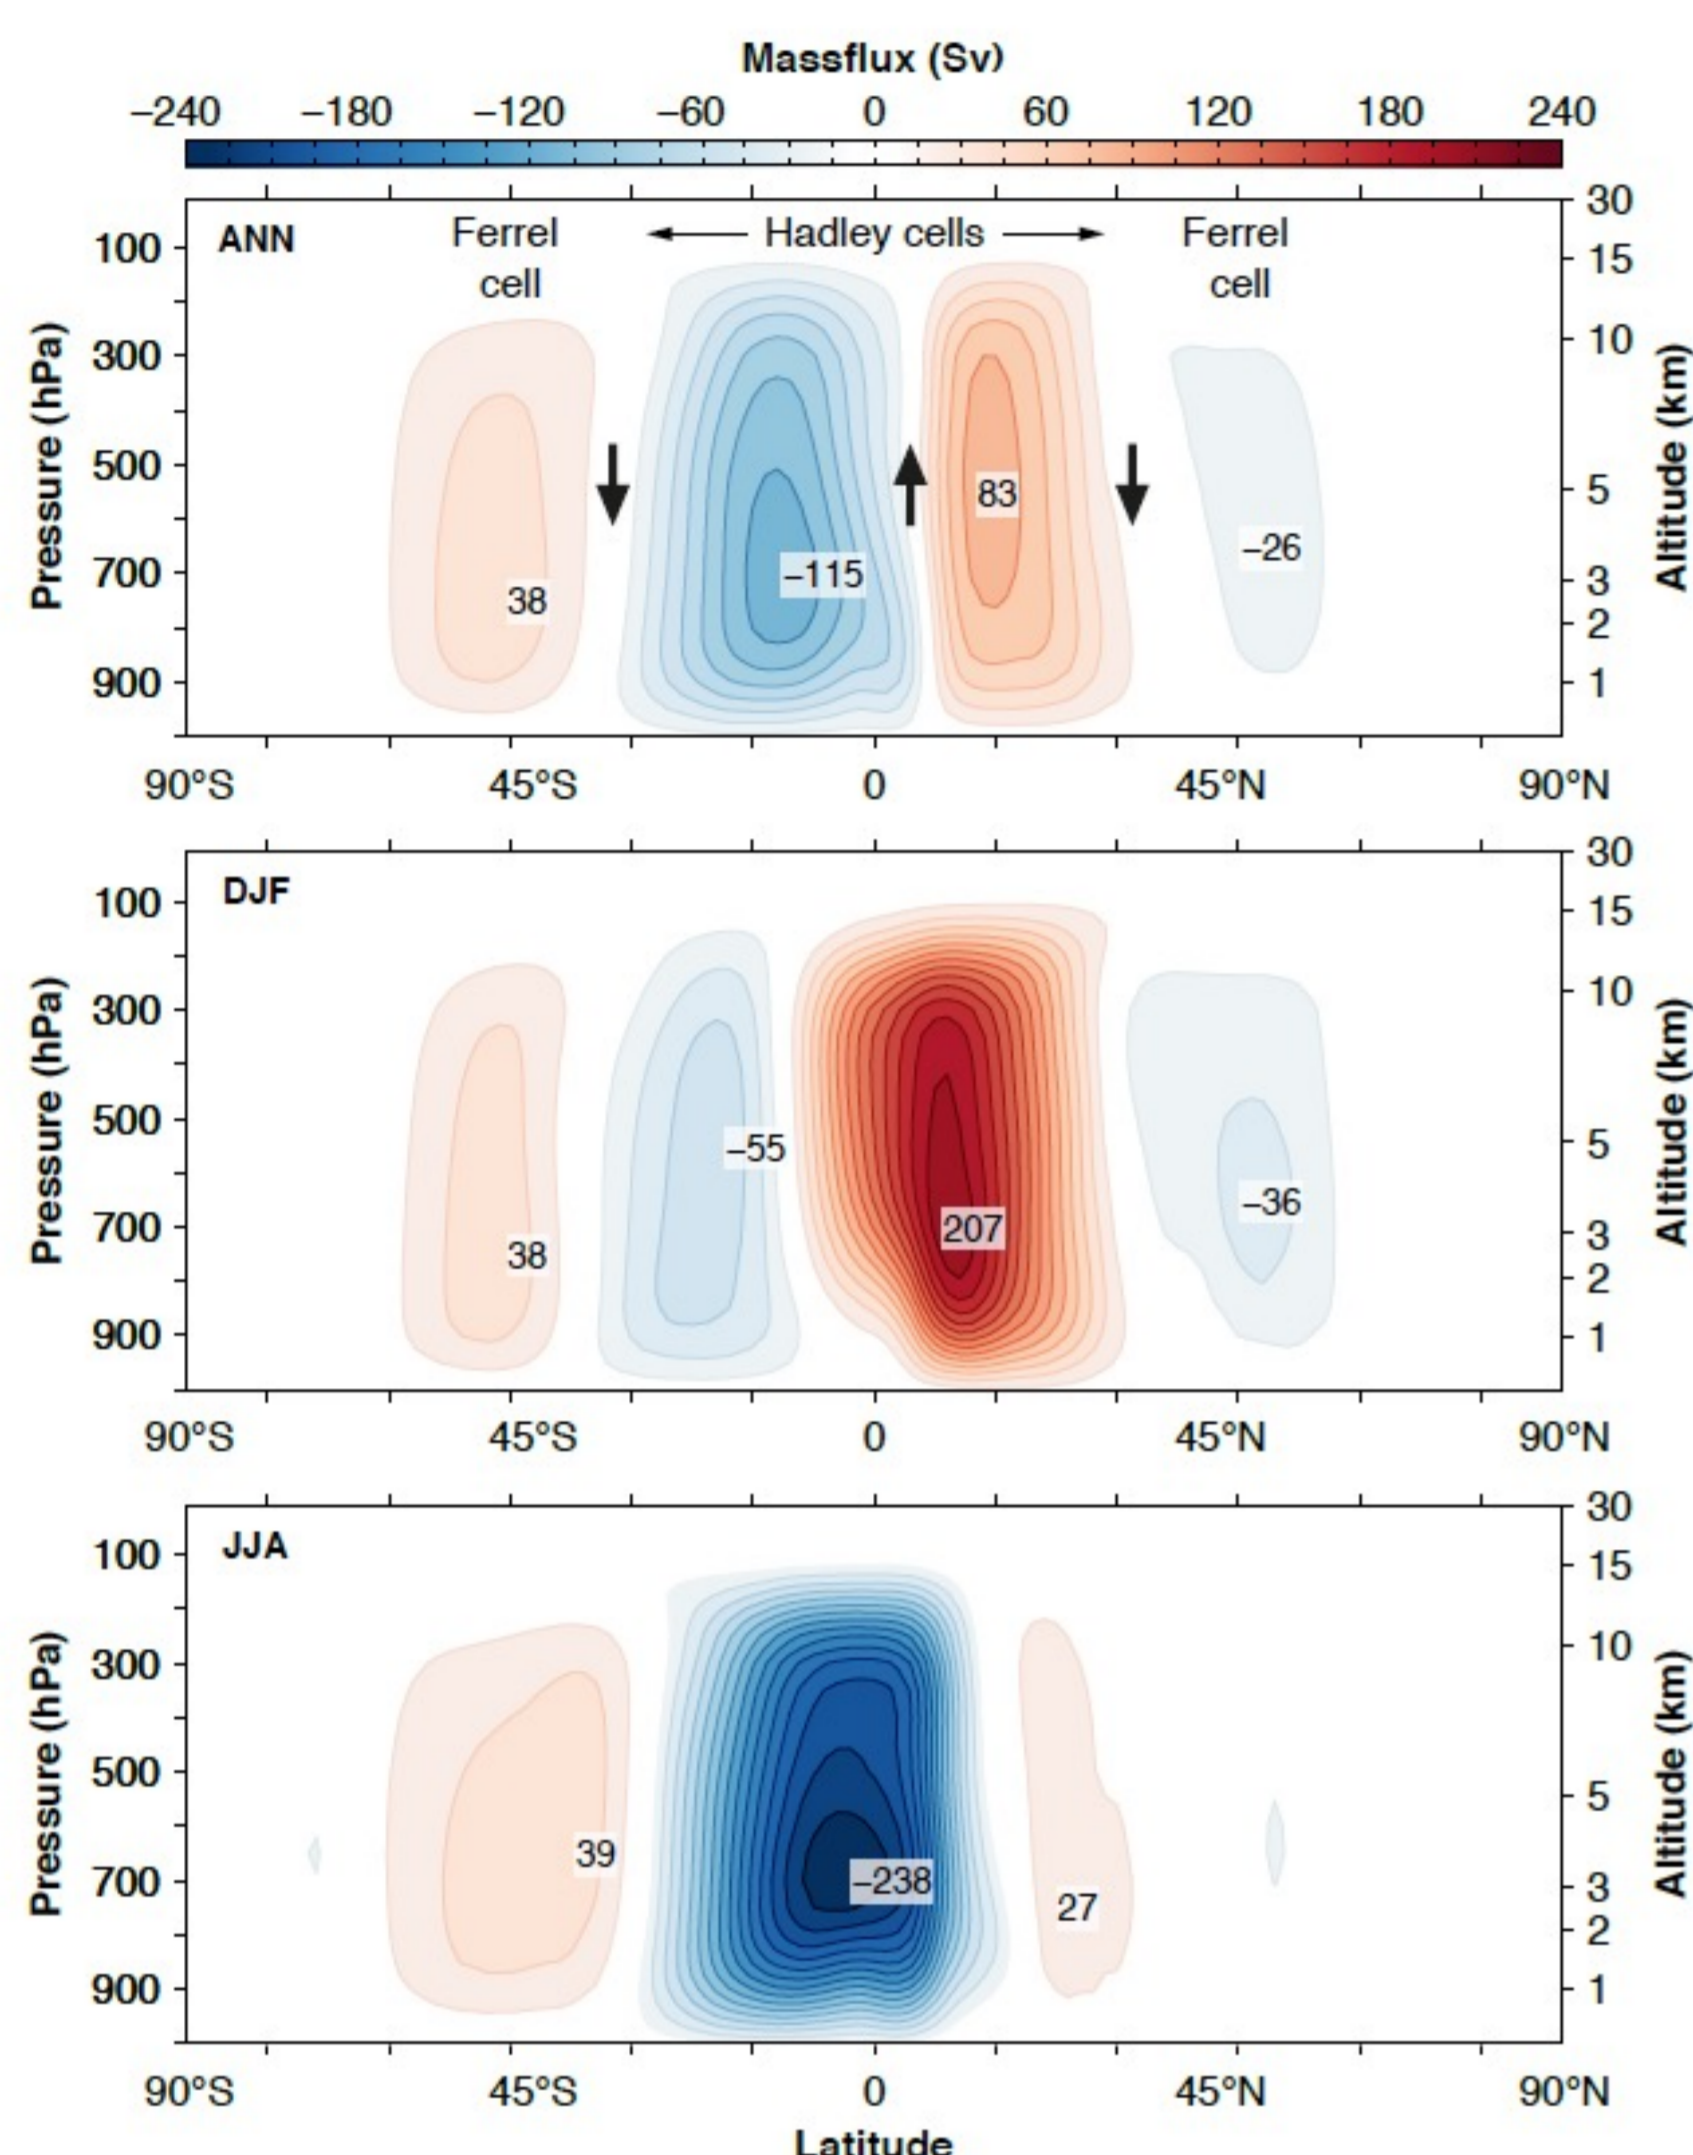 Massflux (Sv)
−240 −180 −120 −60 0 60 120 180 240
ANN
Ferrel cell
Hadley cells
Ferrel cell
Pressure (hPa)
100
300
500
700
900
30
15
10
5
3
2
1
Altitude (km)
38
−115
83
−26
90°S 45°S 0 45°N 90°N
DJF
Pressure (hPa)
100
300
500
700
900
30
15
10
5
3
2
1
Altitude (km)
38
−55
207
−36
90°S 45°S 0 45°N 90°N
JJA
Pressure (hPa)
100
300
500
700
900
30
15
10
5
3
2
1
Altitude (km)
39
−238
27
90°S 45°S 0 45°N 90°N
Latitude